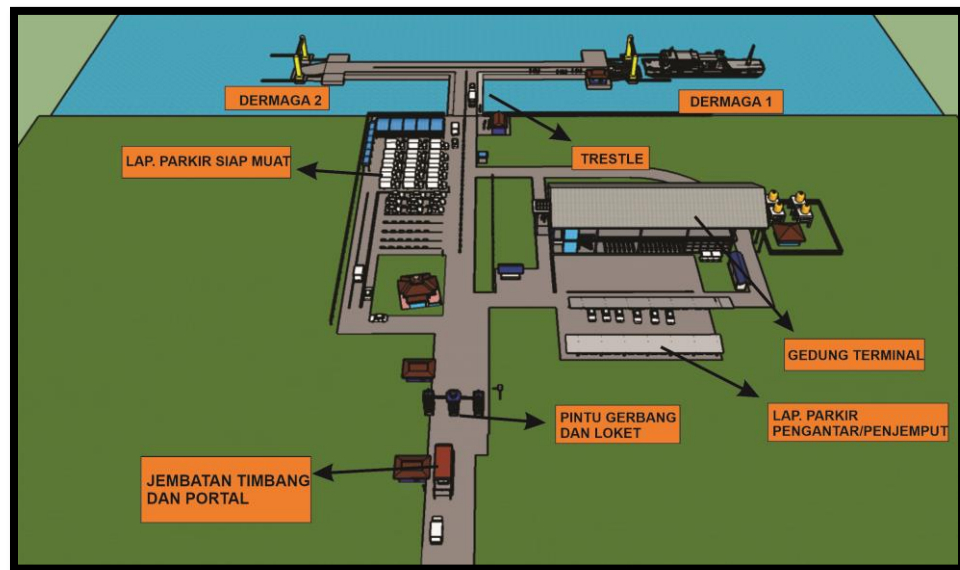 DERMAGA 2
DERMAGA 1
LAP. PARKIR SIAP MUAT
TRESTLE
GEDUNG TERMINAL
PINTU GERBANG
DAN LOKET
LAP. PARKIR
PENGANTAR/PENJEMPUT
JEMBATAN TIMBANG
DAN PORTAL